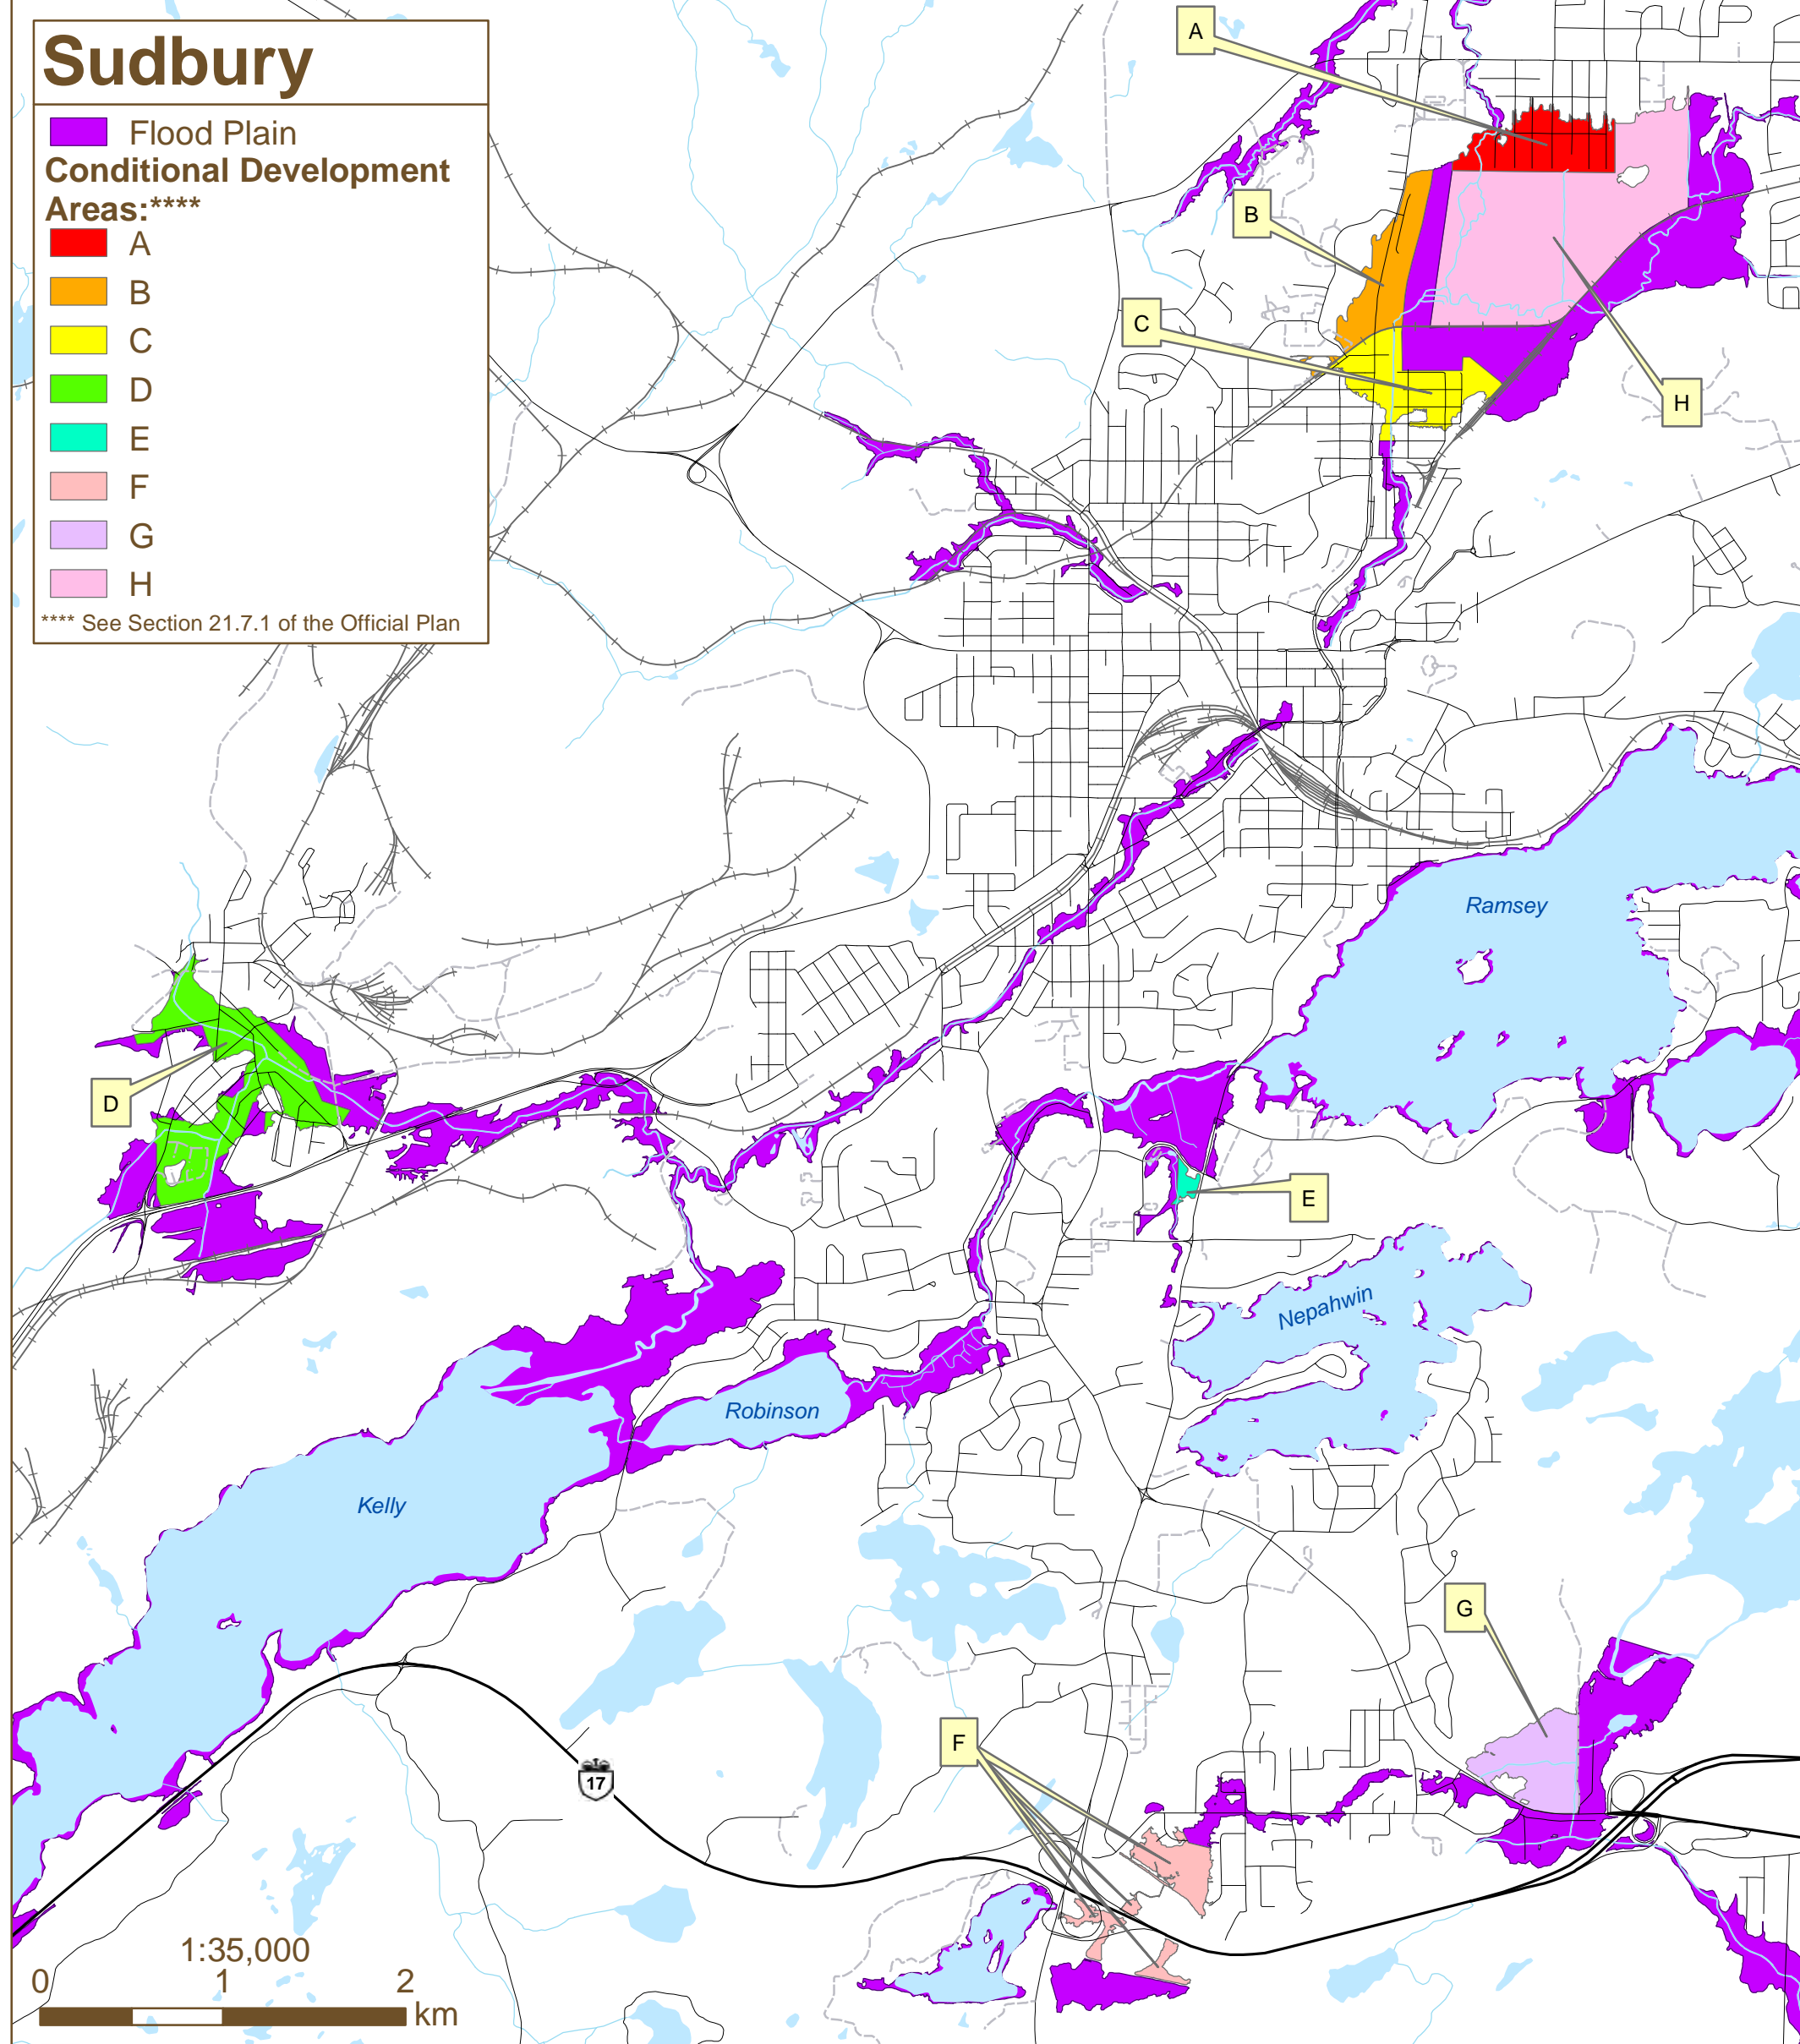 Sudbury
Flood Plain
Conditional Development
Areas:****
A
B
C
D
E
F
G
H
**** See Section 21.7.1 of the Official Plan
A
B
C
H
Ramsey
D
E
Nepahwin
Robinson
Kelly
G
F
17
1:35,000
0 1 2
km